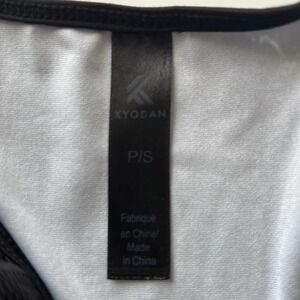 XYODAN
P/S
Fabriqué
en Chine/
Made
in China